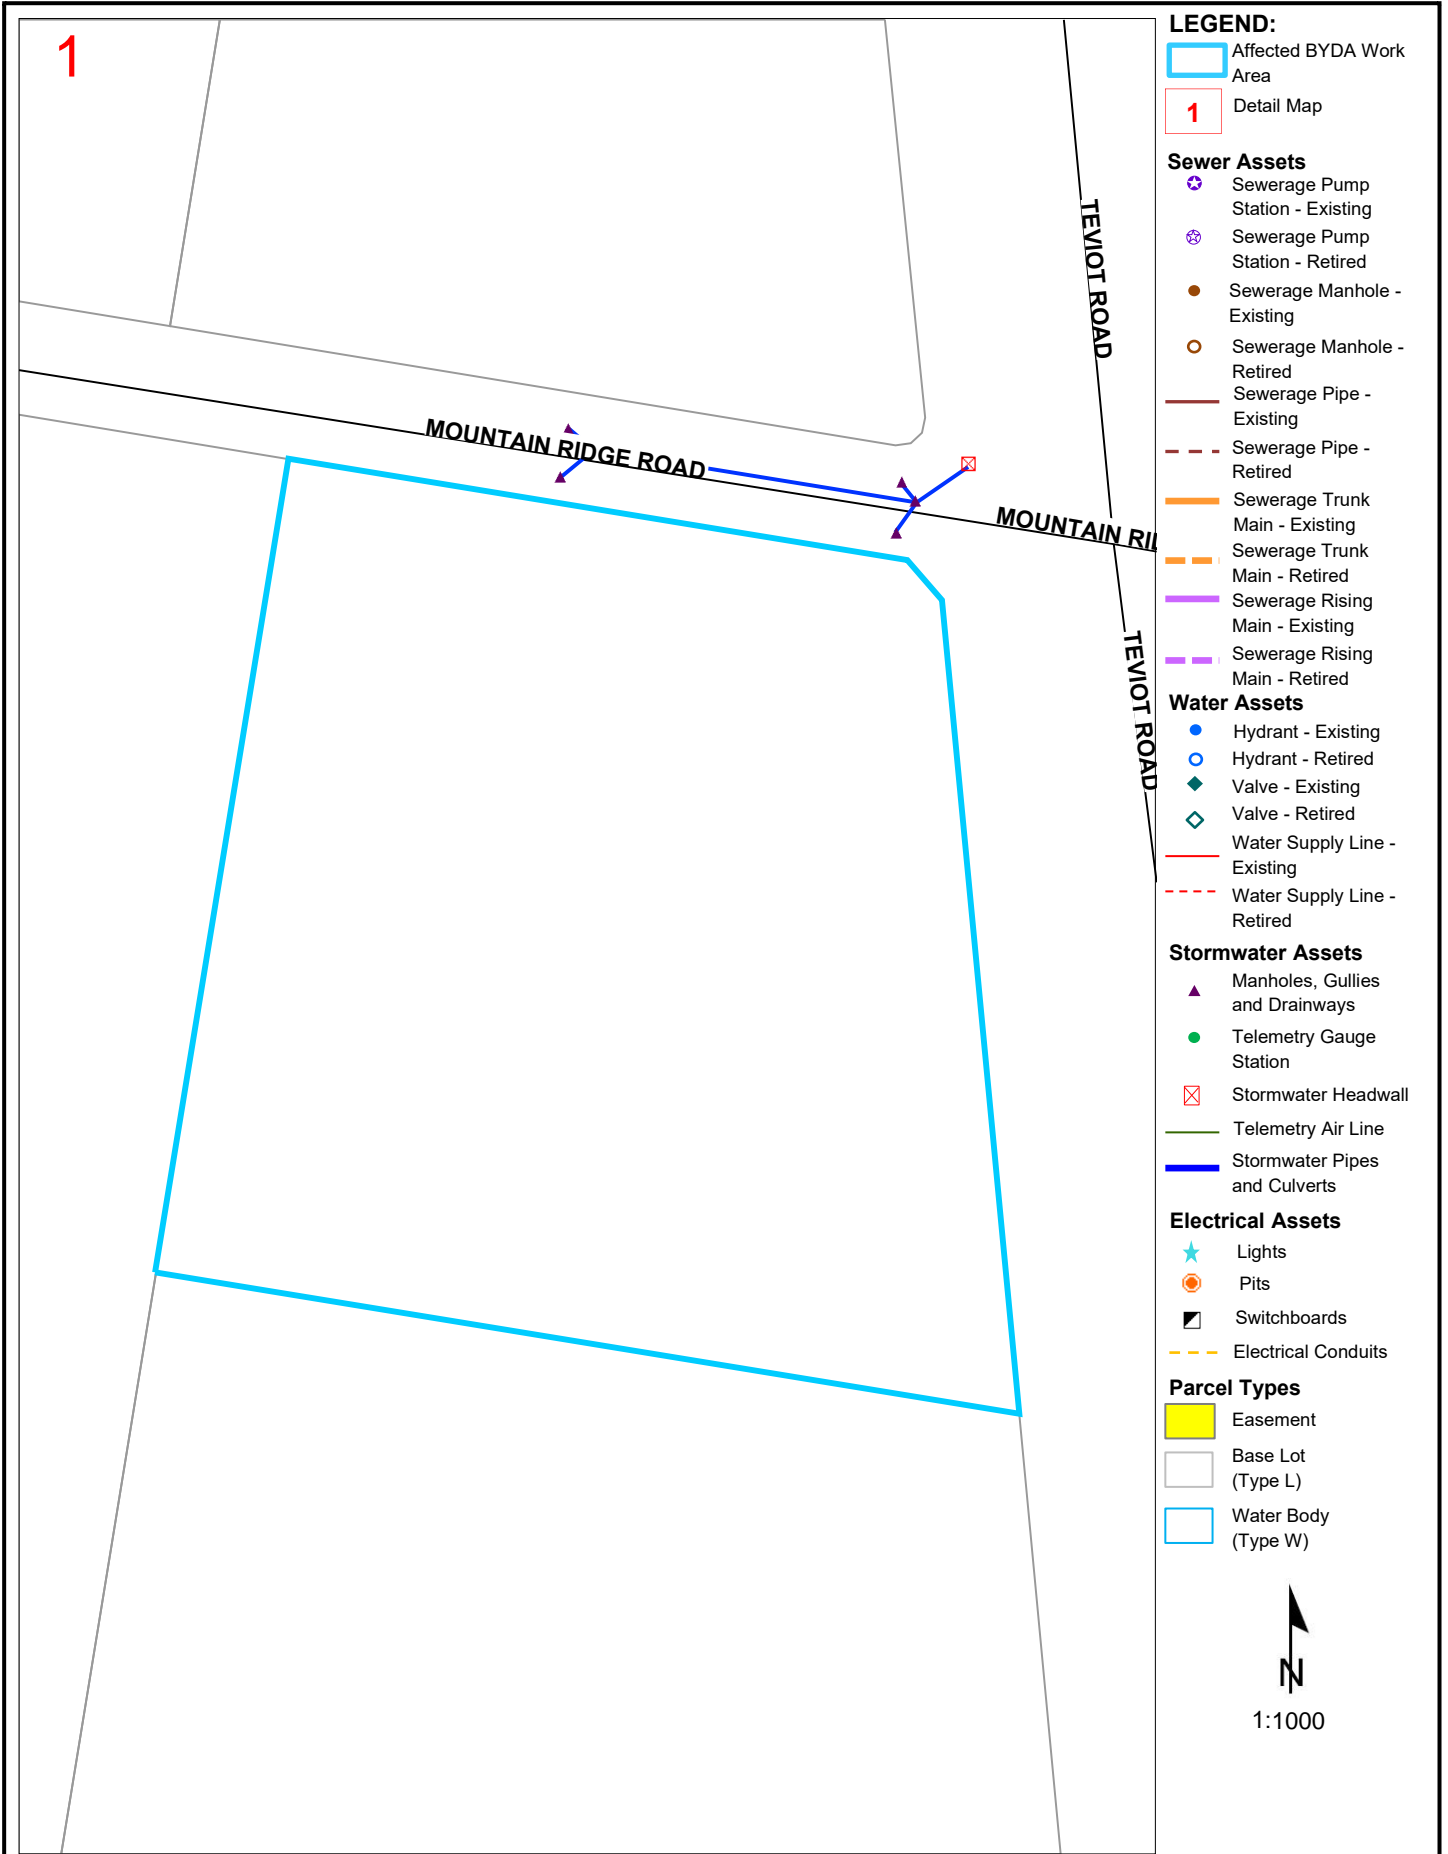 1
MOUNTAIN RIDGE ROAD
MOUNTAIN
TEVIOT ROAD
TEVIOT ROAD
LEGEND:
Affected BYDA Work
Area
1
Detail Map
Sewer Assets
Sewerage Pump
Station - Existing
Sewerage Pump
Station - Retired
Sewerage Manhole -
Existing
Sewerage Manhole -
Retired
Sewerage Pipe -
Existing
Sewerage Pipe -
Retired
Sewerage Trunk
Main - Existing
Sewerage Trunk
Main - Retired
Sewerage Rising
Main - Existing
Sewerage Rising
Main - Retired
Water Assets
Hydrant - Existing
Hydrant - Retired
Valve - Existing
Valve - Retired
Water Supply Line -
Existing
Water Supply Line -
Retired
Stormwater Assets
Manholes, Gullies
and Drainways
Telemetry Gauge
Station
Stormwater Headwall
Telemetry Air Line
Stormwater Pipes
and Culverts
Electrical Assets
Lights
Pits
Switchboards
Electrical Conduits
Parcel Types
Easement
Base Lot
(Type L)
Water Body
(Type W)
N
1:1000